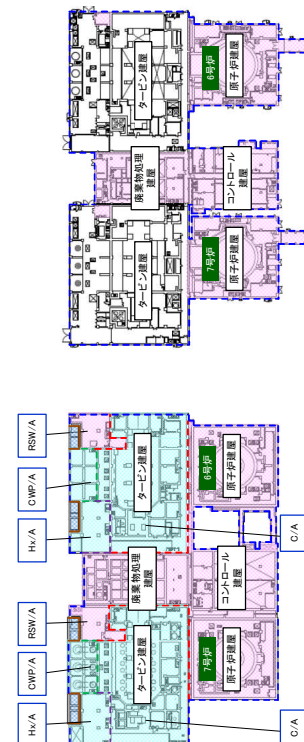 タービン建屋
6号炉
原子炉建屋
廃棄物処理
建屋
コントロール
建屋
タービン建屋
7号炉
原子炉建屋
RSW/A
CWP/A
Hx/A
タービン建屋
6号炉
原子炉建屋
C/A
廃棄物処理
建屋
コントロール
建屋
RSW/A
CWP/A
Hx/A
タービン建屋
7号炉
原子炉建屋
C/A